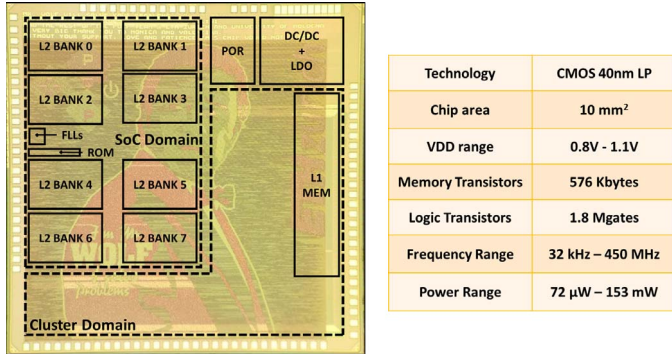 L2 BANK 0
L2 BANK 1
POR
DC/DC
+
LDO
L2 BANK 2
L2 BANK 3
FLLs
SoC Domain
ROM
L2 BANK 4
L2 BANK 5
L1
MEM
L2 BANK 6
L2 BANK 7
WOLF
Problems
Cluster Domain
Technology CMOS 40nm LP
Chip area 10 mm²
VDD range 0.8V - 1.1V
Memory Transistors 576 Kbytes
Logic Transistors 1.8 Mgates
Frequency Range 32 kHz – 450 MHz
Power Range 72 µW – 153 mW